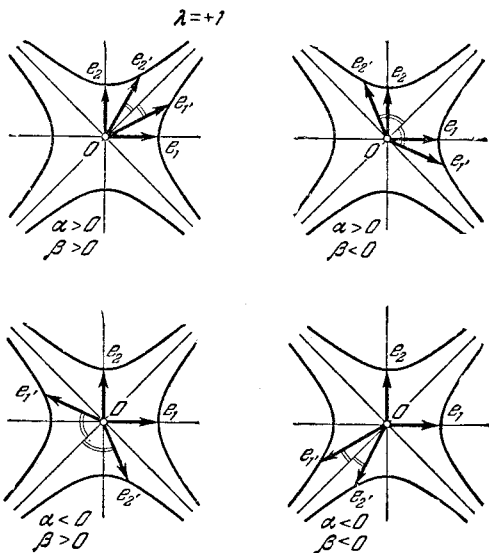 λ=+1
e₂ e₂′
e₁′
O e₁
α>0
β>0
e₂′ e₂
O e₁
e₁′
α>0
β<0
e₂
e₁′ O e₁
e₂′
α<0
β>0
e₂
O e₁
e₁′
e₂′
α<0
β<0